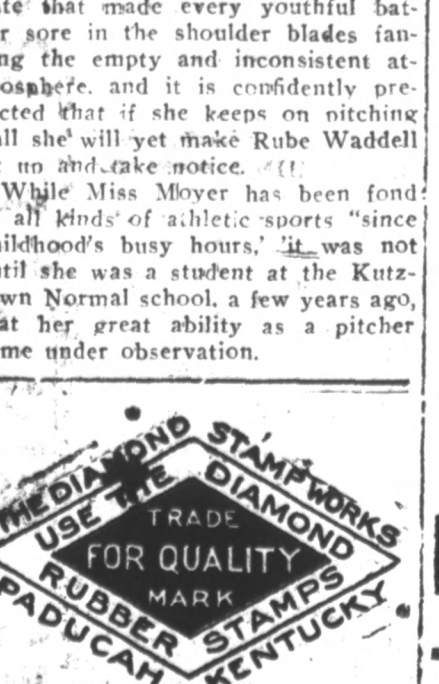 te that made every youthful bat-
r sore in the shoulder blades fan-
ng the empty and inconsistent at-
osphere, and it is confidently pre-
cted that if she keeps on pitching
all she will yet make Rube Waddell
t up and take notice.
While Miss Moyer has been fond
all kinds of athletic sports "since
hildhood's busy hours,' it was not
ntil she was a student at the Kutz-
wn Normal school, a few years ago,
at her great ability as a pitcher
me under observation.
THE DIAMOND STAMP WORKS
USE THE DIAMOND
TRADE
FOR QUALITY
MARK
RUBBER STAMPS
PADUCAH KENTUCKY